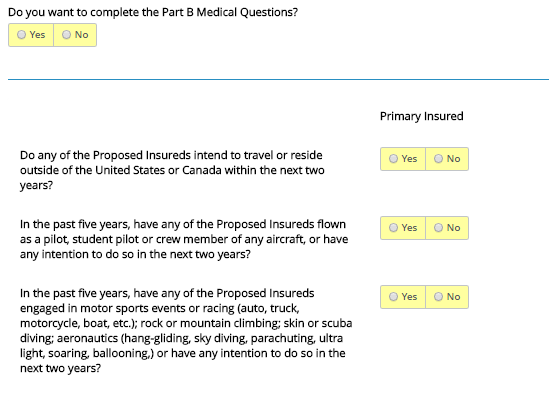 Do you want to complete the Part B Medical Questions?
Yes No
Primary Insured
Do any of the Proposed Insureds intend to travel or reside
outside of the United States or Canada within the next two
years?
Yes No
In the past five years, have any of the Proposed Insureds flown
as a pilot, student pilot or crew member of any aircraft, or have
any intention to do so in the next two years?
Yes No
In the past five years, have any of the Proposed Insureds
engaged in motor sports events or racing (auto, truck,
motorcycle, boat, etc.); rock or mountain climbing; skin or scuba
diving; aeronautics (hang-gliding, sky diving, parachuting, ultra
light, soaring, ballooning,) or have any intention to do so in the
next two years?
Yes No